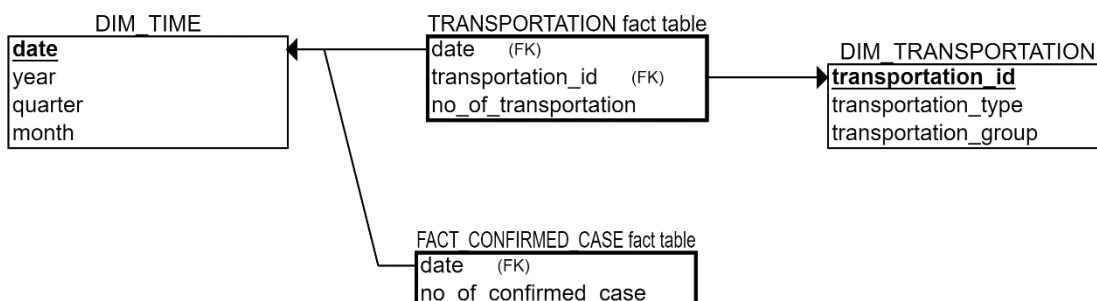 DIM_TIME
date
year
quarter
month
TRANSPORTATION fact table
date (FK)
transportation_id (FK)
no_of_transportation
DIM_TRANSPORTATION
transportation_id
transportation_type
transportation_group
FACT_CONFIRMED_CASE fact table
date (FK)
no_of_confirmed_case